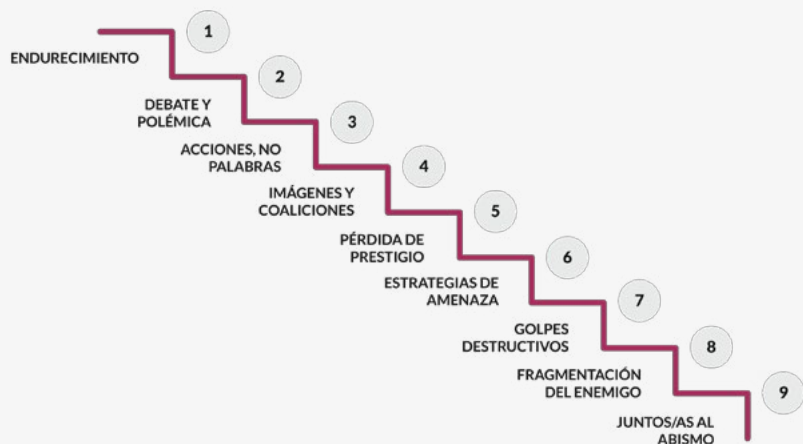 1
ENDURECIMIENTO
2
DEBATE Y
POLÉMICA
3
ACCIONES, NO
PALABRAS
4
IMÁGENES Y
COALICIONES
5
PÉRDIDA DE
PRESTIGIO
6
ESTRATEGIAS DE
AMENAZA
7
GOLPES
DESTRUCTIVOS
8
FRAGMENTACIÓN
DEL ENEMIGO
9
JUNTOS/AS AL
ABISMO